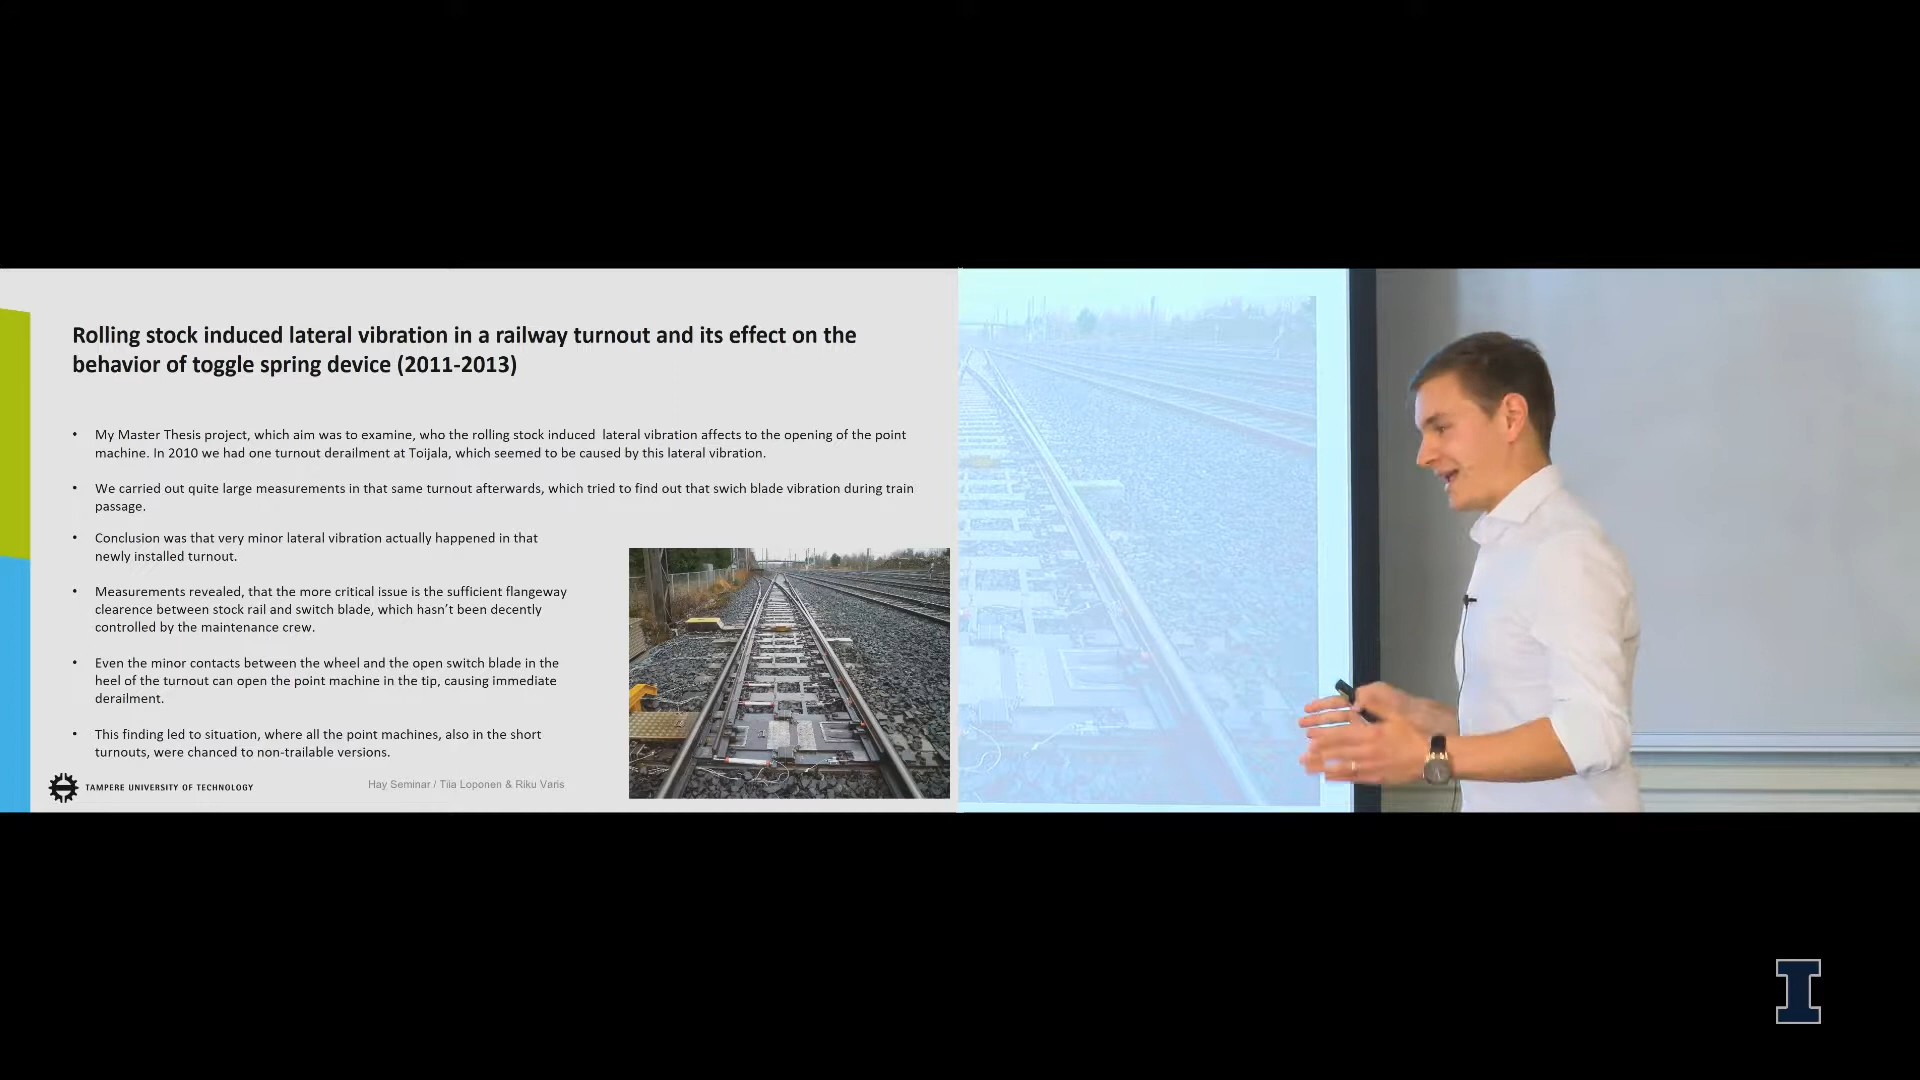 Rolling stock induced lateral vibration in a railway turnout and its effect on the
behavior of toggle spring device (2011-2013)
• My Master Thesis project, which aim was to examine, who the rolling stock induced lateral vibration affects to the opening of the point
machine. In 2010 we had one turnout derailment at Toijala, which seemed to be caused by this lateral vibration.
• We carried out quite large measurements in that same turnout afterwards, which tried to find out that swich blade vibration during train
passage.
• Conclusion was that very minor lateral vibration actually happened in that
newly installed turnout.
• Measurements revealed, that the more critical issue is the sufficient flangeway
clearence between stock rail and switch blade, which hasn't been decently
controlled by the maintenance crew.
• Even the minor contacts between the wheel and the open switch blade in the
heel of the turnout can open the point machine in the tip, causing immediate
derailment.
• This finding led to situation, where all the point machines, also in the short
turnouts, were chanced to non-trailable versions.
TAMPERE UNIVERSITY OF TECHNOLOGY
Hay Seminar / Tiia Loponen & Riku Varis
I